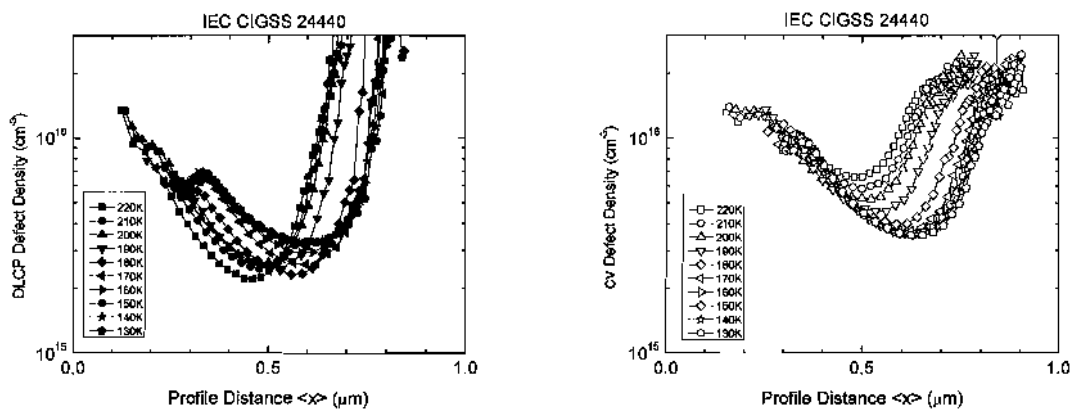 IEC CIGSS 24440
DLCP Defect Density (cm⁻³)
10¹⁶
10¹⁵
220K
210K
200K
190K
180K
170K
160K
150K
140K
130K
0.0 0.5 1.0
Profile Distance <x> (μm)
IEC CIGSS 24440
CV Defect Density (cm⁻³)
10¹⁶
10¹⁵
220K
210K
200K
190K
180K
170K
160K
150K
140K
130K
0.0 0.5 1.0
Profile Distance <x> (μm)